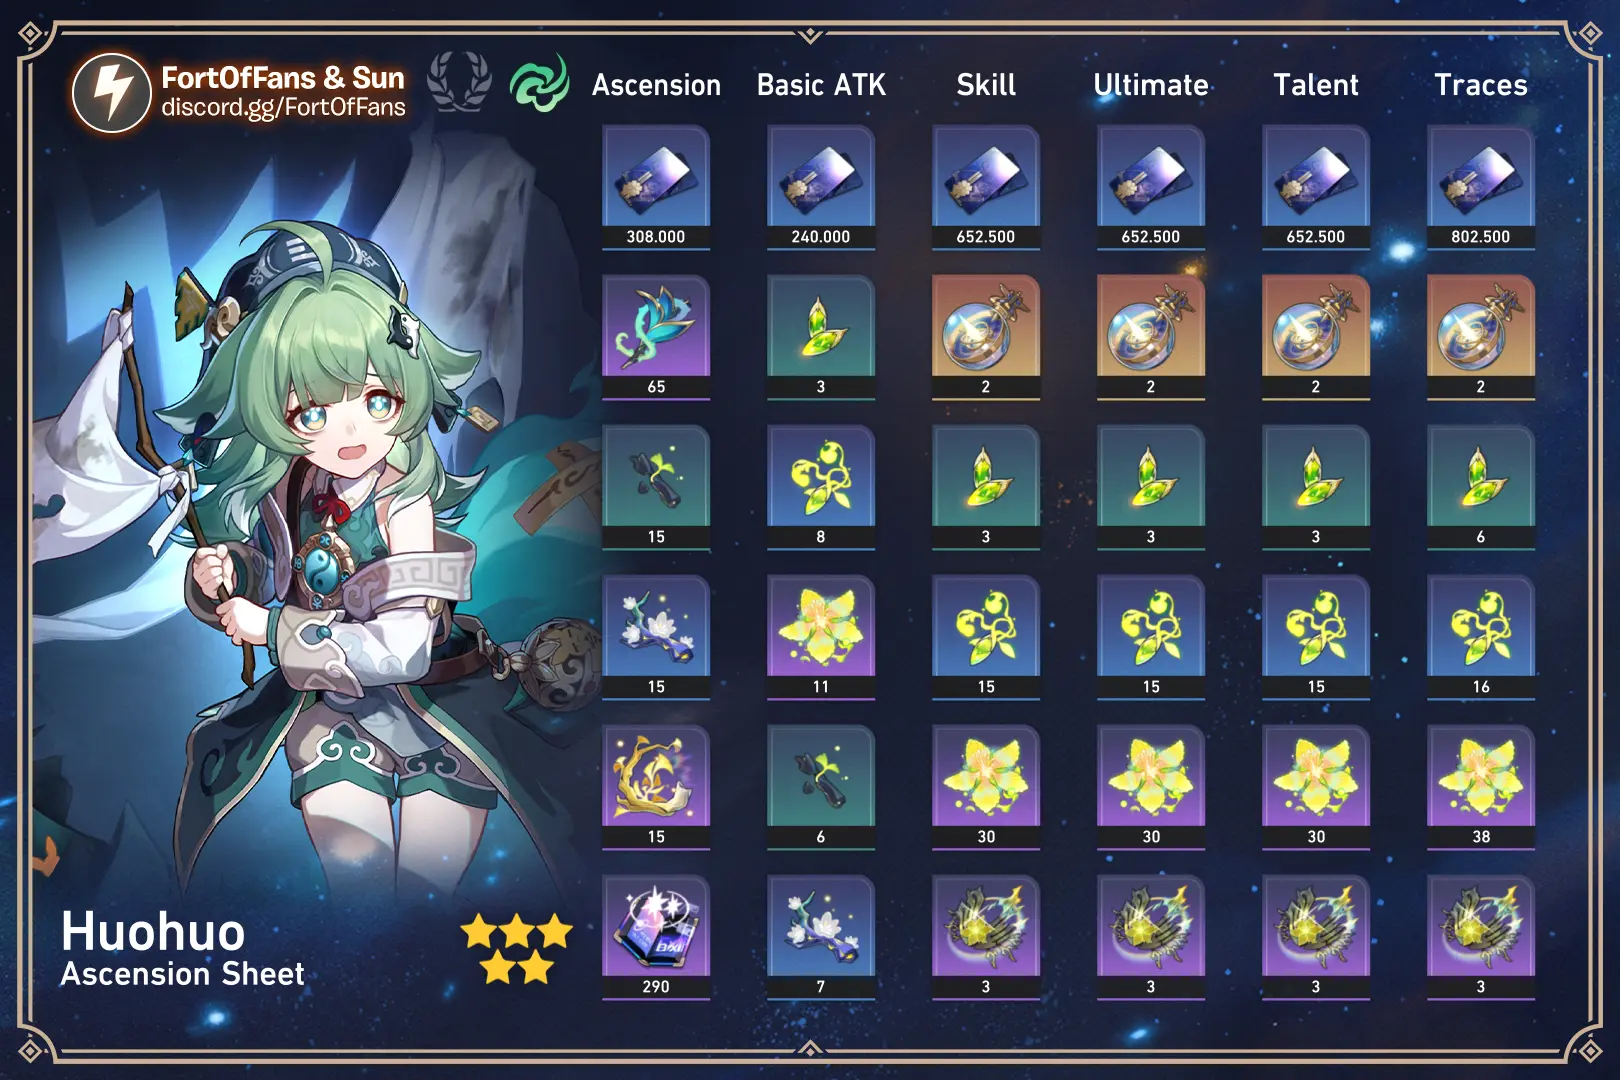 FortOfFans & Sun
discord.gg/FortOfFans
Ascension Basic ATK Skill Ultimate Talent Traces
308.000 240.000 652.500 652.500 652.500 802.500
65 3 2 2 2 2
15 8 3 3 3 6
15 11 15 15 15 16
15 6 30 30 30 38
290 7 3 3 3 3
Huohuo
Ascension Sheet